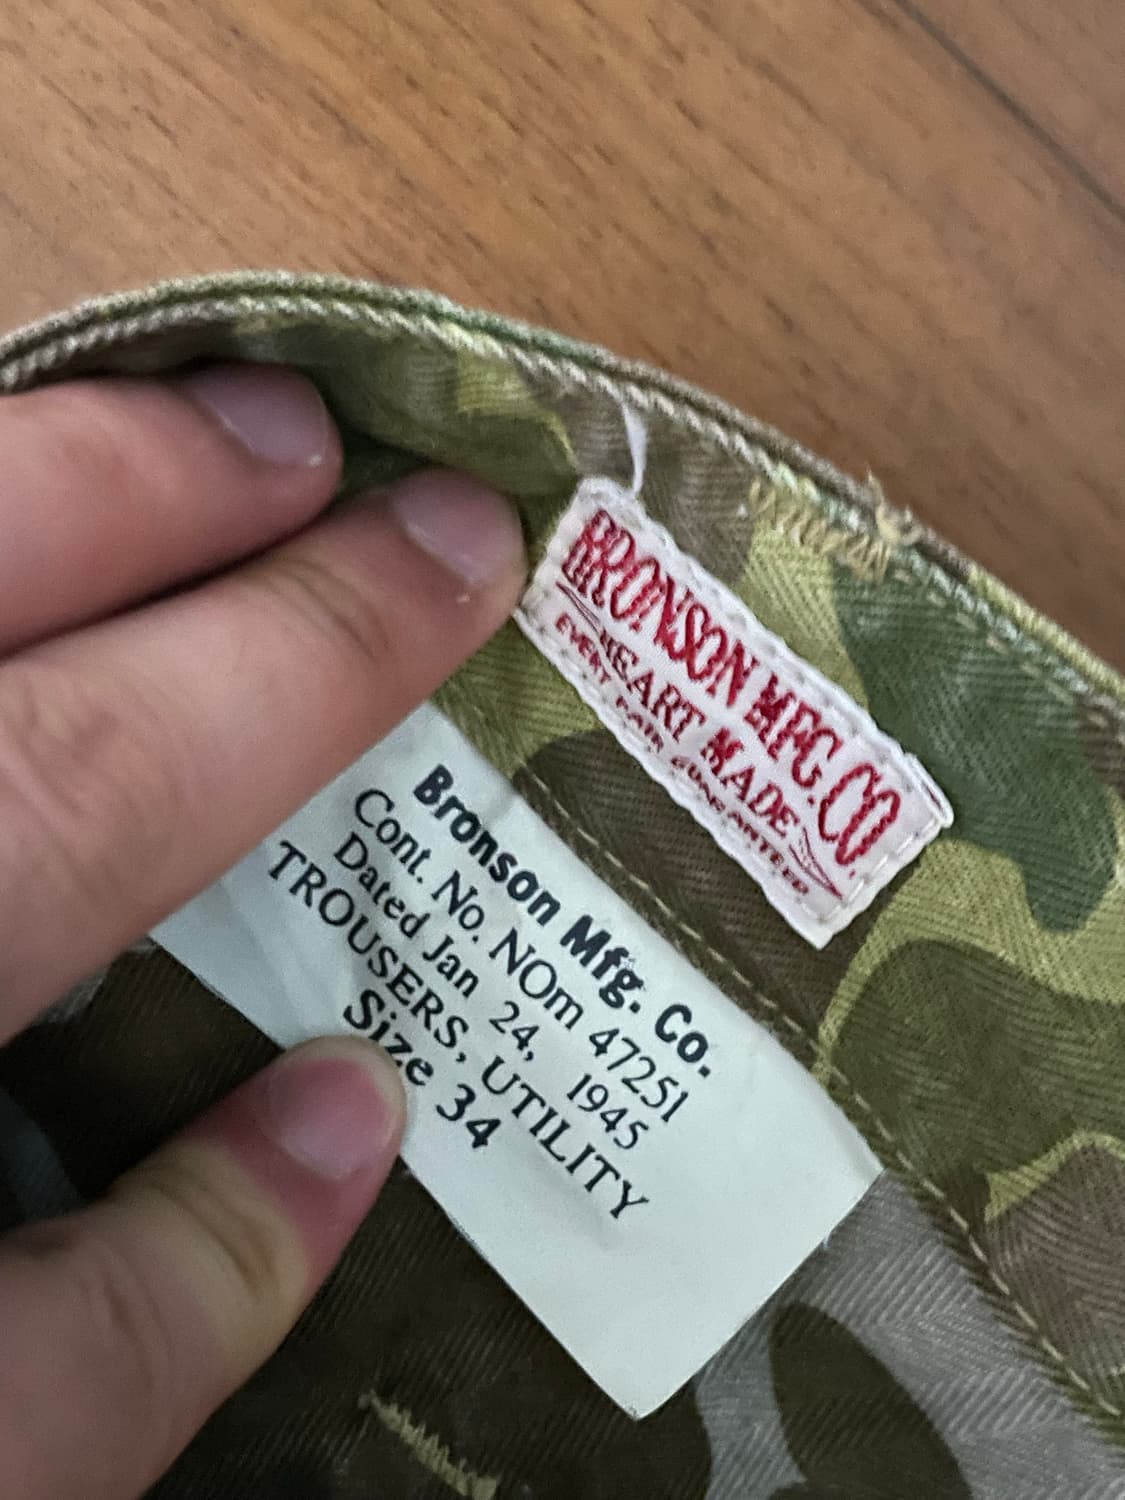 BRONSON MFG.CO.
HEART MADE
EVERY PAIR GUARANTEED
Bronson Mfg. Co.
Cont. No. NOm 47251
Dated Jan 24, 1945
TROUSERS, UTILITY
Size 34